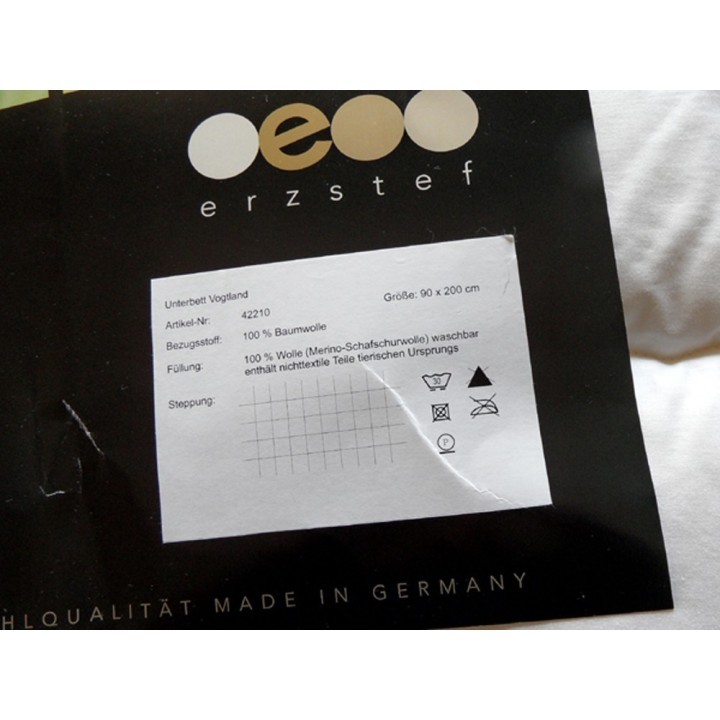 e
erzstef
Unterbett Vogtland
Größe: 90 x 200 cm
Artikel-Nr: 42210
Bezugsstoff: 100 % Baumwolle
Füllung: 100 % Wolle (Merino-Schafschurwolle) waschbar
enthält nichttextile Teile tierischen Ursprungs
Steppung:
30
P
HLQUALITÄT MADE IN GERMANY